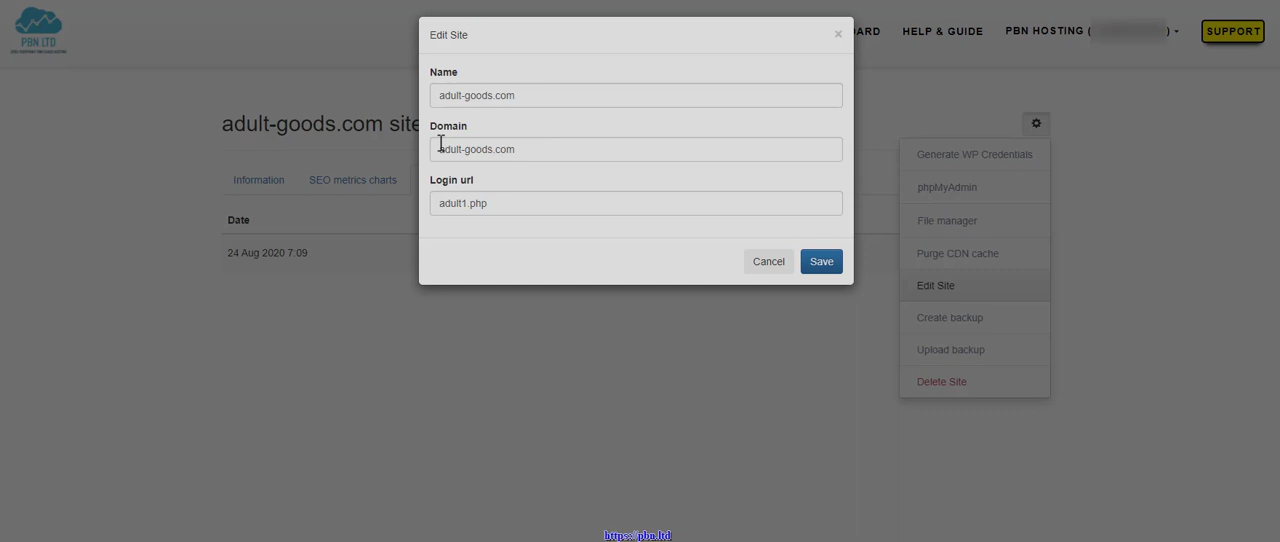 PBN LTD
Edit Site
×
ARD
HELP & GUIDE
PBN HOSTING ( )
SUPPORT
Name
adult-goods.com
adult-goods.com site
Domain
adult-goods.com
Generate WP Credentials
Information
SEO metrics charts
Login url
phpMyAdmin
adult1.php
Date
File manager
24 Aug 2020 7:09
Purge CDN cache
Cancel
Save
Edit Site
Create backup
Upload backup
Delete Site
https://pbn.ltd